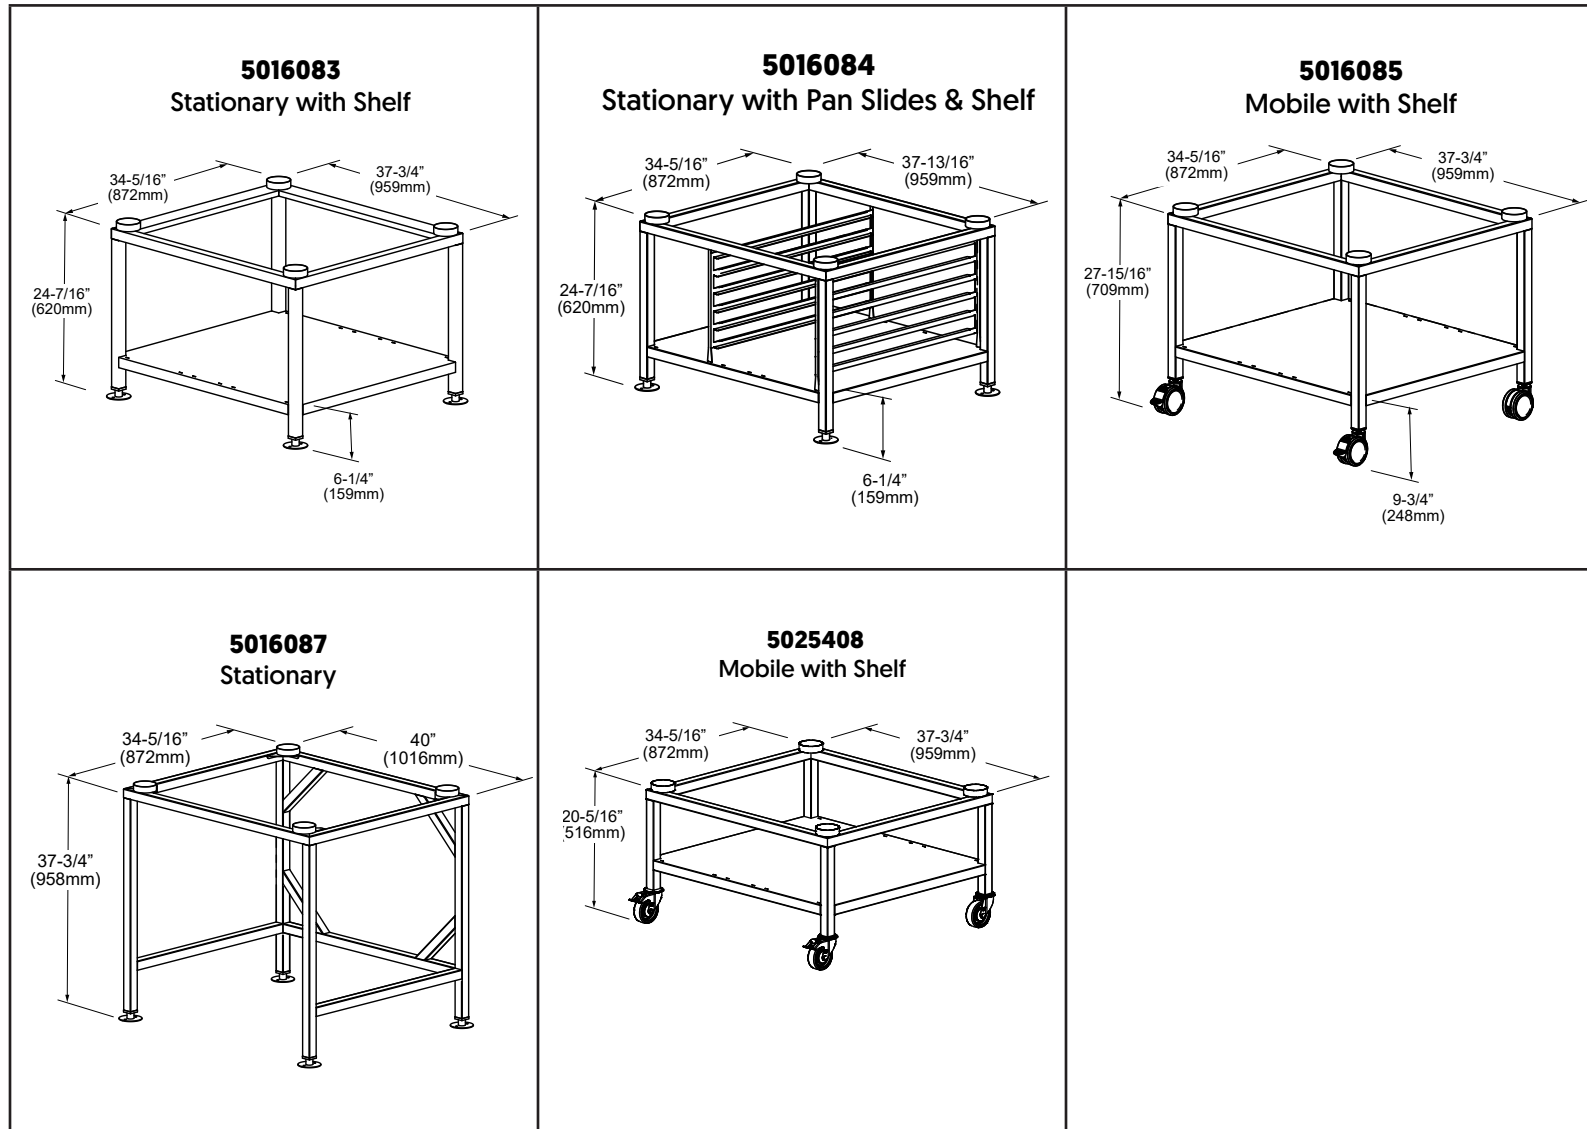 5016083
Stationary with Shelf
34-5/16”
(872mm)
37-3/4”
(959mm)
24-7/16”
(620mm)
6-1/4”
(159mm)
5016084
Stationary with Pan Slides & Shelf
34-5/16”
(872mm)
37-13/16”
(959mm)
24-7/16”
(620mm)
6-1/4”
(159mm)
5016085
Mobile with Shelf
34-5/16”
(872mm)
37-3/4”
(959mm)
27-15/16”
(709mm)
9-3/4”
(248mm)
5016087
Stationary
34-5/16”
(872mm)
40”
(1016mm)
37-3/4”
(958mm)
5025408
Mobile with Shelf
34-5/16”
(872mm)
37-3/4”
(959mm)
20-5/16”
(516mm)